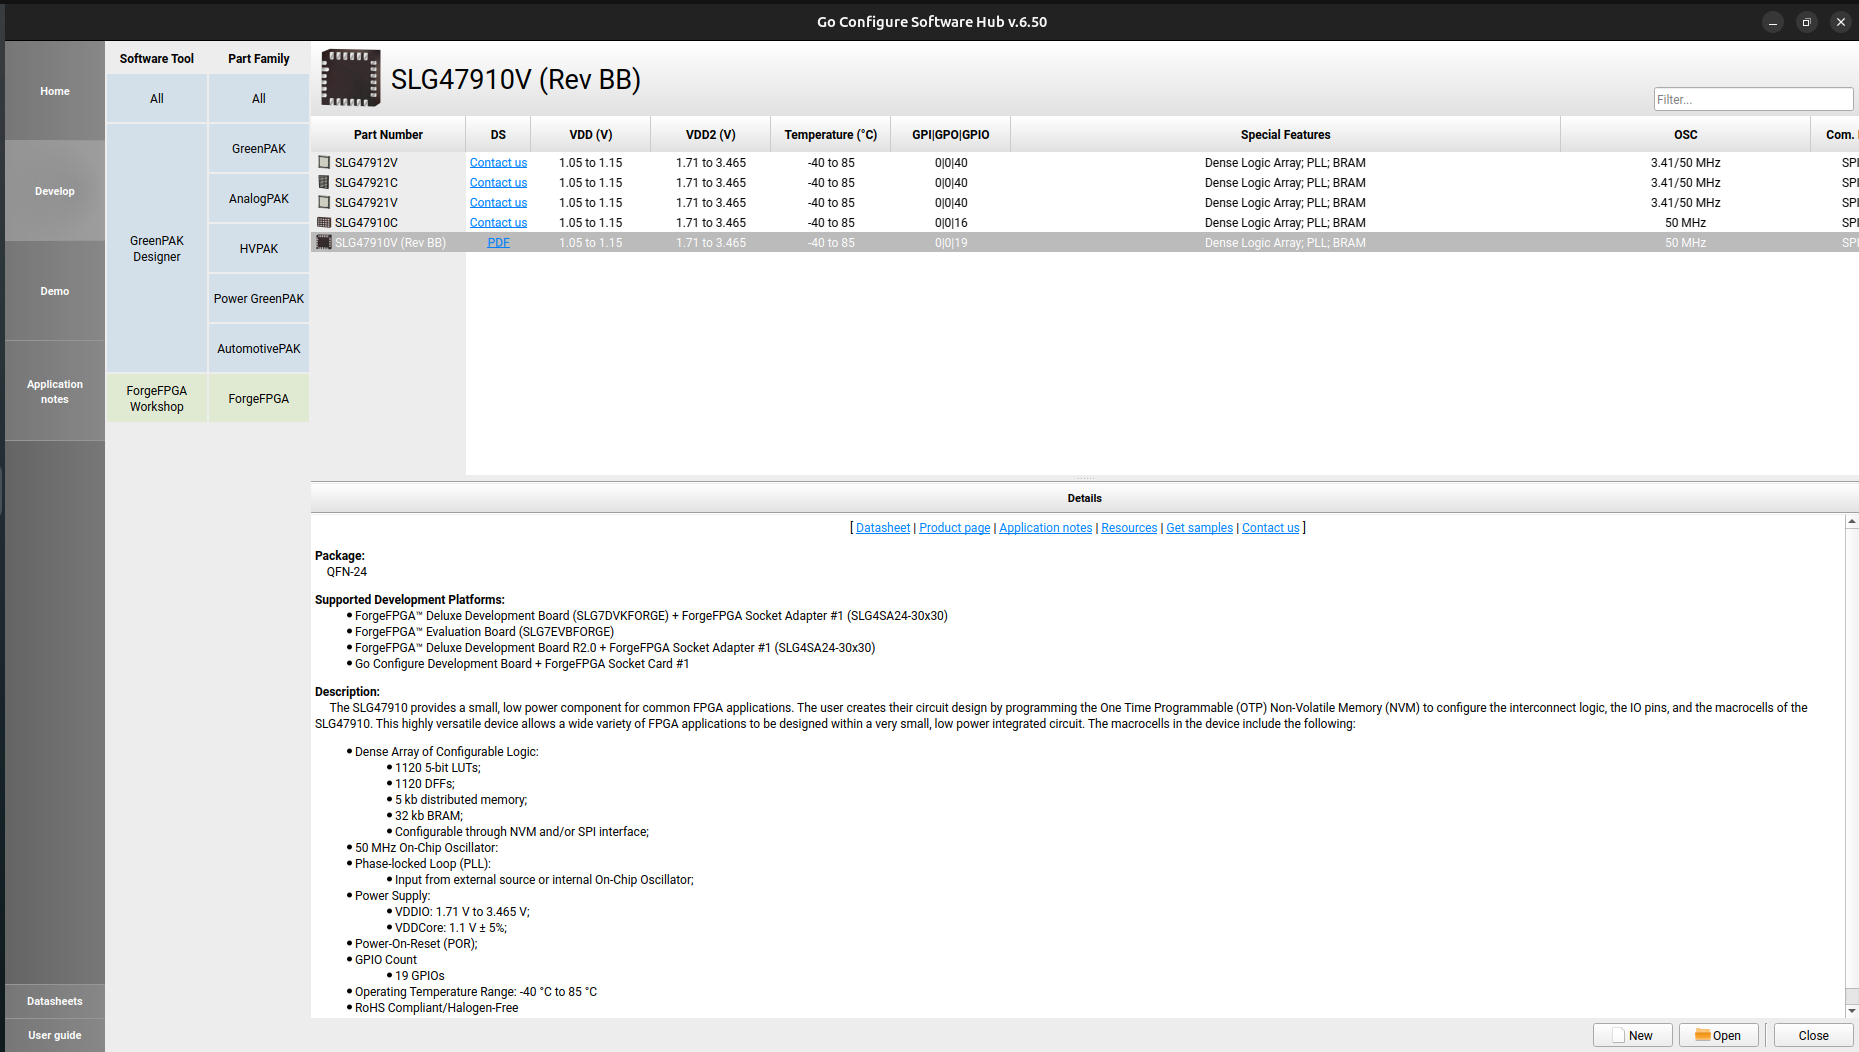 Go Configure Software Hub v.6.50
Home
Develop
Demo
Application
notes
Datasheets
User guide
Software Tool
Part Family
All
All
GreenPAK
Designer
GreenPAK
AnalogPAK
HVPAK
Power GreenPAK
AutomotivePAK
ForgeFPGA
Workshop
ForgeFPGA
SLG47910V (Rev BB)
Filter...
Part Number DS VDD (V) VDD2 (V) Temperature (°C) GPI|GPO|GPIO Special Features OSC Com.
SLG47912V Contact us 1.05 to 1.15 1.71 to 3.465 -40 to 85 0|0|40 Dense Logic Array; PLL; BRAM 3.41/50 MHz SPI
SLG47921C Contact us 1.05 to 1.15 1.71 to 3.465 -40 to 85 0|0|40 Dense Logic Array; PLL; BRAM 3.41/50 MHz SPI
SLG47921V Contact us 1.05 to 1.15 1.71 to 3.465 -40 to 85 0|0|40 Dense Logic Array; PLL; BRAM 3.41/50 MHz SPI
SLG47910C Contact us 1.05 to 1.15 1.71 to 3.465 -40 to 85 0|0|16 Dense Logic Array; PLL; BRAM 50 MHz SPI
SLG47910V (Rev BB) PDF 1.05 to 1.15 1.71 to 3.465 -40 to 85 0|0|19 Dense Logic Array; PLL; BRAM 50 MHz SPI
Details
[ Datasheet | Product page | Application notes | Resources | Get samples | Contact us ]
Package:
QFN-24
Supported Development Platforms:
• ForgeFPGA™ Deluxe Development Board (SLG7DVKFORGE) + ForgeFPGA Socket Adapter #1 (SLG4SA24-30x30)
• ForgeFPGA™ Evaluation Board (SLG7EVBFORGE)
• ForgeFPGA™ Deluxe Development Board R2.0 + ForgeFPGA Socket Adapter #1 (SLG4SA24-30x30)
• Go Configure Development Board + ForgeFPGA Socket Card #1
Description:
The SLG47910 provides a small, low power component for common FPGA applications. The user creates their circuit design by programming the One Time Programmable (OTP) Non-Volatile Memory (NVM) to configure the interconnect logic, the IO pins, and the macrocells of the
SLG47910. This highly versatile device allows a wide variety of FPGA applications to be designed within a very small, low power integrated circuit. The macrocells in the device include the following:
• Dense Array of Configurable Logic:
• 1120 5-bit LUTs;
• 1120 DFFs;
• 5 kb distributed memory;
• 32 kb BRAM;
• Configurable through NVM and/or SPI interface;
• 50 MHz On-Chip Oscillator:
• Phase-locked Loop (PLL):
• Input from external source or internal On-Chip Oscillator;
• Power Supply:
• VDDIO: 1.71 V to 3.465 V;
• VDDCore: 1.1 V ± 5%;
• Power-On-Reset (POR);
• GPIO Count
• 19 GPIOs
• Operating Temperature Range: -40 °C to 85 °C
• RoHS Compliant/Halogen-Free
New
Open
Close